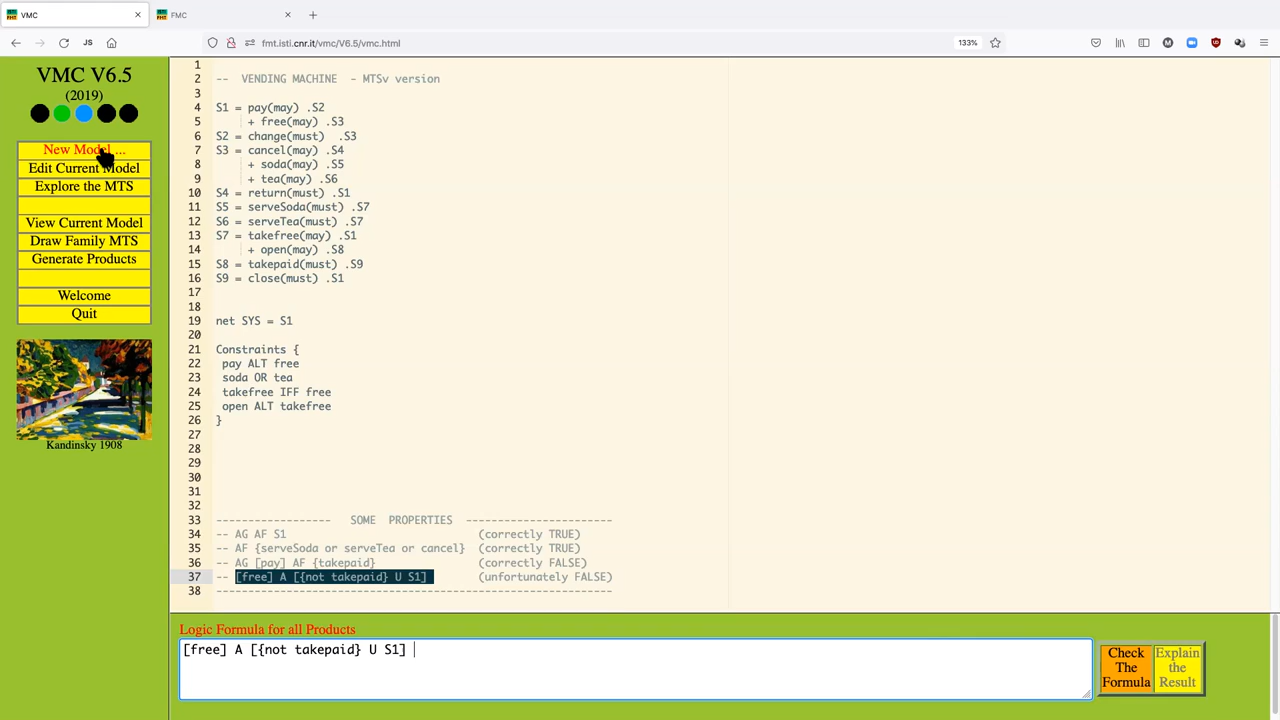 VMC
FMC
JS
fmt.isti.cnr.it/vmc/V6.5/vmc.html
133%
VMC V6.5
(2019)
New Model ...
Edit Current Model
Explore the MTS
View Current Model
Draw Family MTS
Generate Products
Welcome
Quit
Kandinsky 1908
1
2 -- VENDING MACHINE - MTSv version
3
4 S1 = pay(may) .S2
5 + free(may) .S3
6 S2 = change(must) .S3
7 S3 = cancel(may) .S4
8 + soda(may) .S5
9 + tea(may) .S6
10 S4 = return(must) .S1
11 S5 = serveSoda(must) .S7
12 S6 = serveTea(must) .S7
13 S7 = takefree(may) .S1
14 + open(may) .S8
15 S8 = takepaid(must) .S9
16 S9 = close(must) .S1
17
18
19 net SYS = S1
20
21 Constraints {
22 pay ALT free
23 soda OR tea
24 takefree IFF free
25 open ALT takefree
26 }
27
28
29
30
31
32
33 ----------------- SOME PROPERTIES -------------------
34 -- AG AF S1 (correctly TRUE)
35 -- AF {serveSoda or serveTea or cancel} (correctly TRUE)
36 -- AG [pay] AF {takepaid} (correctly FALSE)
37 -- [free] A [{not takepaid} U S1] (unfortunately FALSE)
38 ------------------------------------------------------
Logic Formula for all Products
[free] A [{not takepaid} U S1]
Check
The
Formula
Explain
the
Result